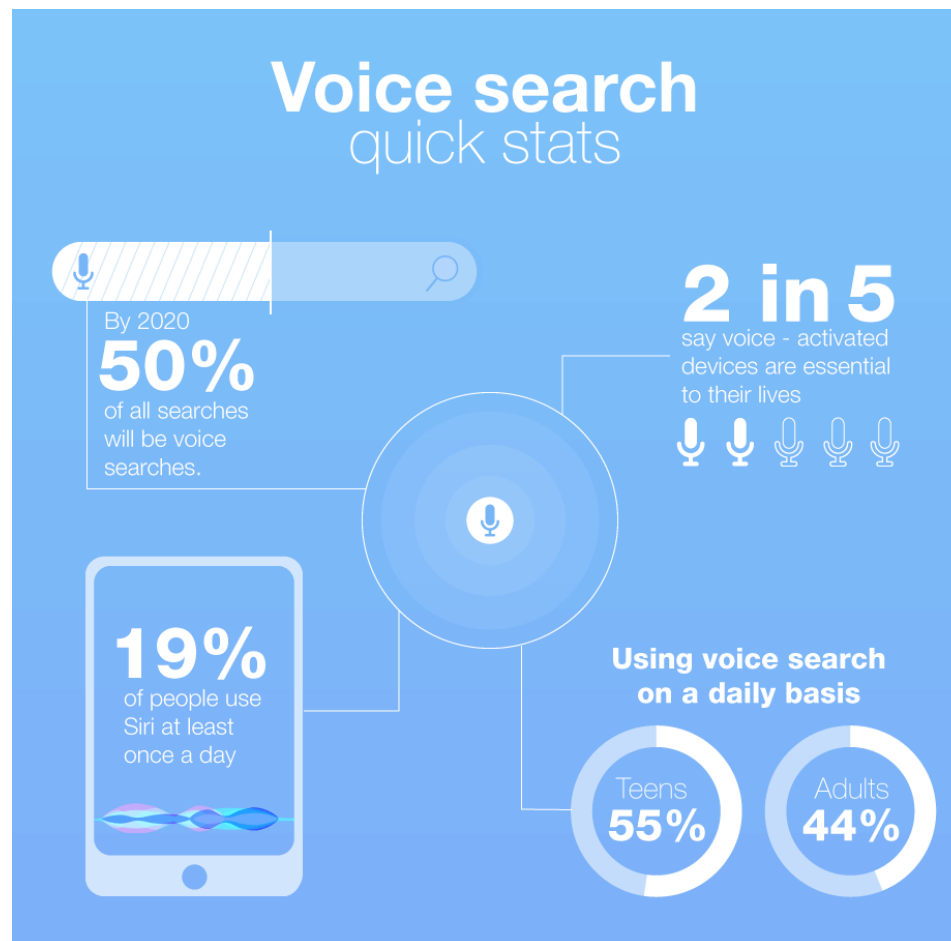 Voice search
quick stats
By 2020
50%
of all searches
will be voice
searches.
2 in 5
say voice - activated
devices are essential
to their lives
19%
of people use
Siri at least
once a day
Using voice search
on a daily basis
Teens
55%
Adults
44%